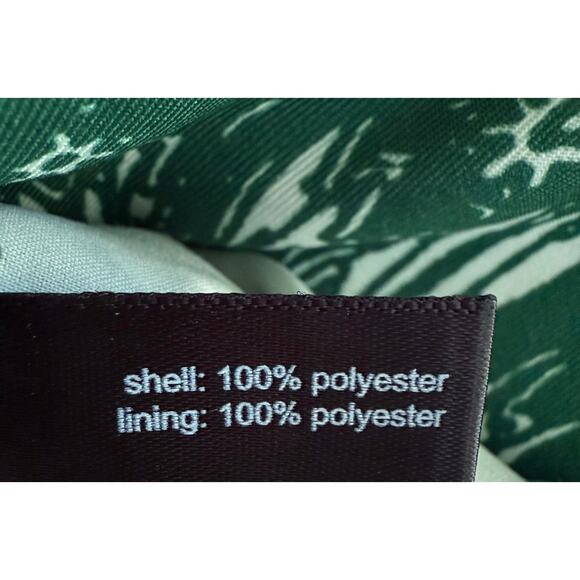 shell: 100% polyester
lining: 100% polyester